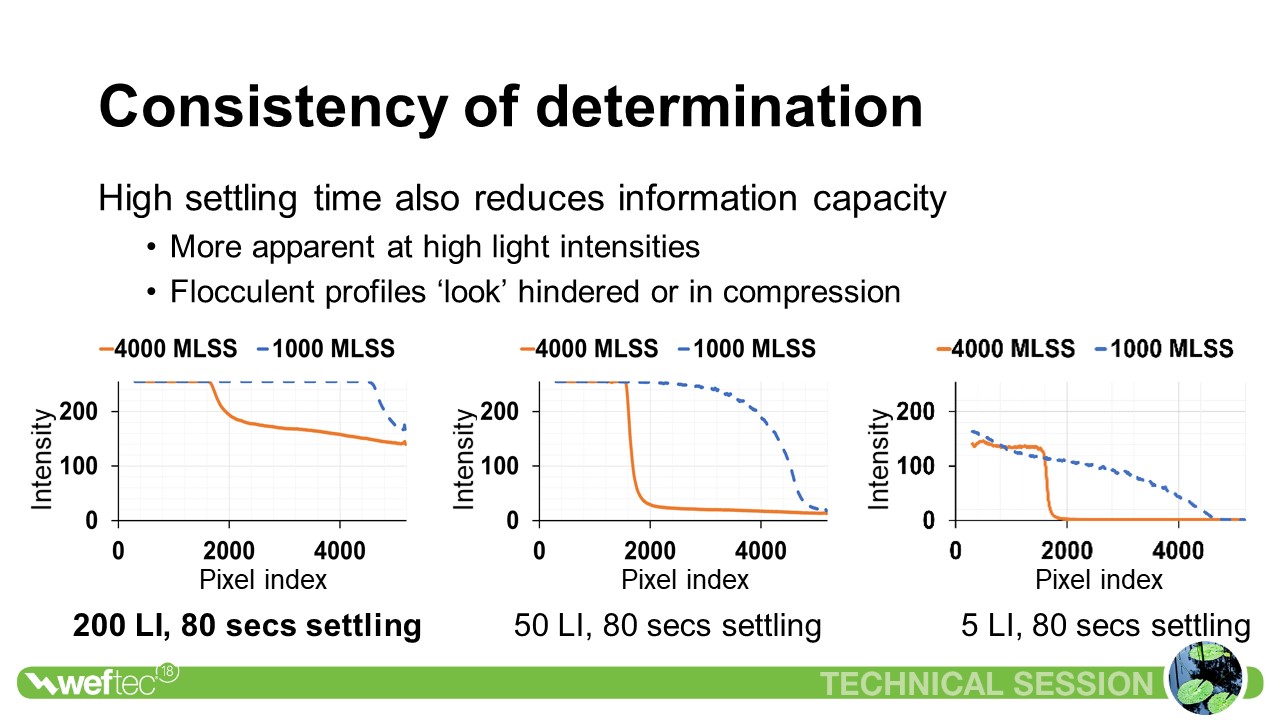 Consistency of determination
High settling time also reduces information capacity
• More apparent at high light intensities
• Flocculent profiles ‘look’ hindered or in compression
4000 MLSS 1000 MLSS
Intensity
200
100
0
0 2000 4000
Pixel index
200 LI, 80 secs settling
4000 MLSS 1000 MLSS
Intensity
200
100
0
0 2000 4000
Pixel index
50 LI, 80 secs settling
4000 MLSS 1000 MLSS
Intensity
200
100
0
0 2000 4000
Pixel index
5 LI, 80 secs settling
weftec 18
TECHNICAL SESSION